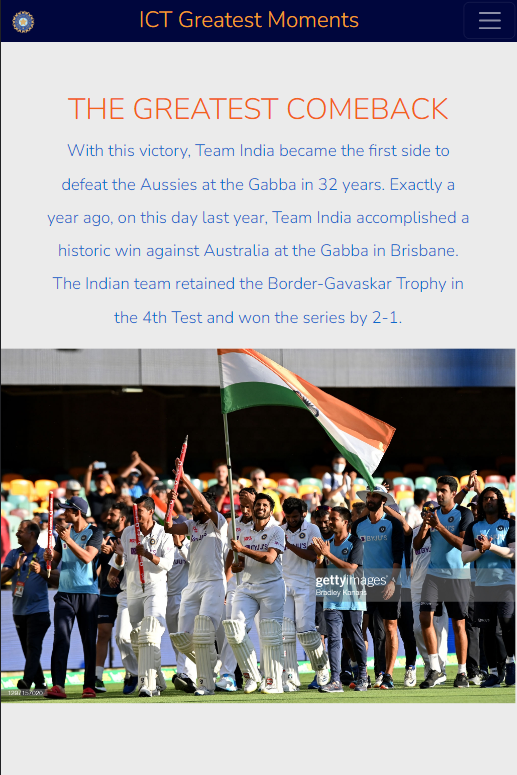 ICT Greatest Moments
THE GREATEST COMEBACK
With this victory, Team India became the first side to
defeat the Aussies at the Gabba in 32 years. Exactly a
year ago, on this day last year, Team India accomplished a
historic win against Australia at the Gabba in Brisbane.
The Indian team retained the Border-Gavaskar Trophy in
the 4th Test and won the series by 2-1.
BYJU'S
gettyimages
Bradley Kanaris
1297157020